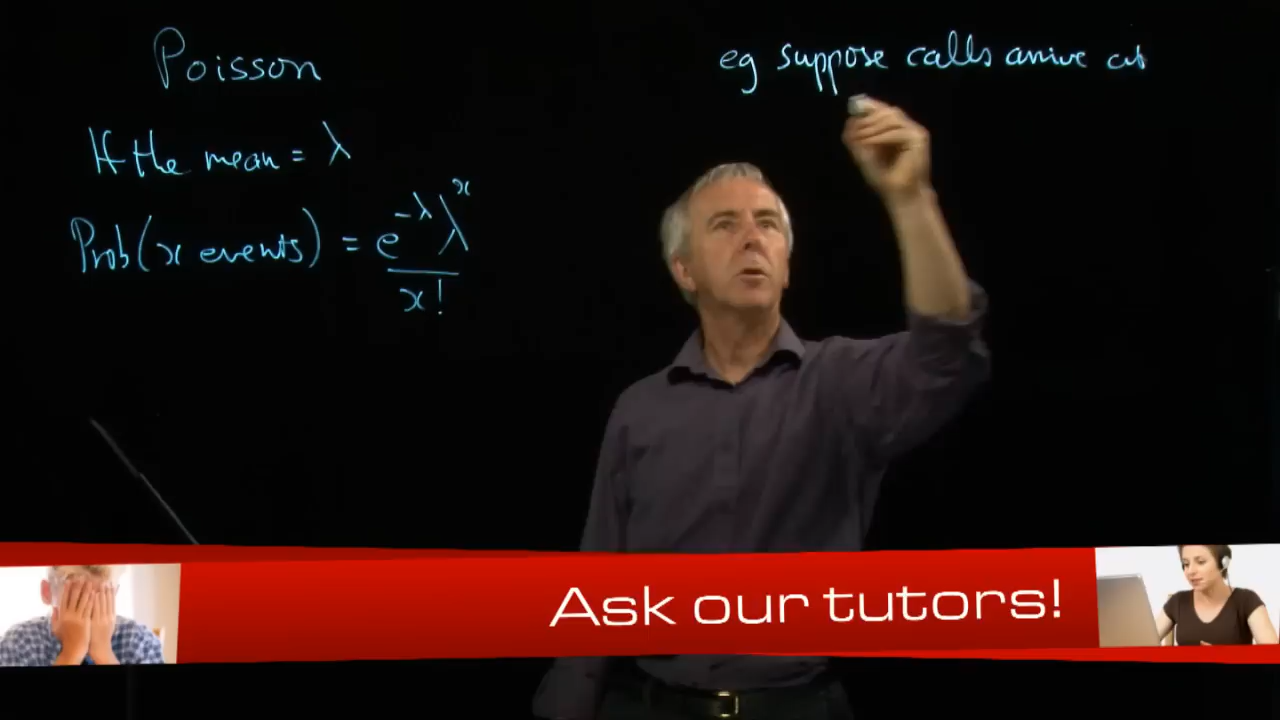 Poisson
If the mean = λ
Prob(x events) = e^-λ λ^x
x!
eg suppose calls arrive at
Ask our tutors!